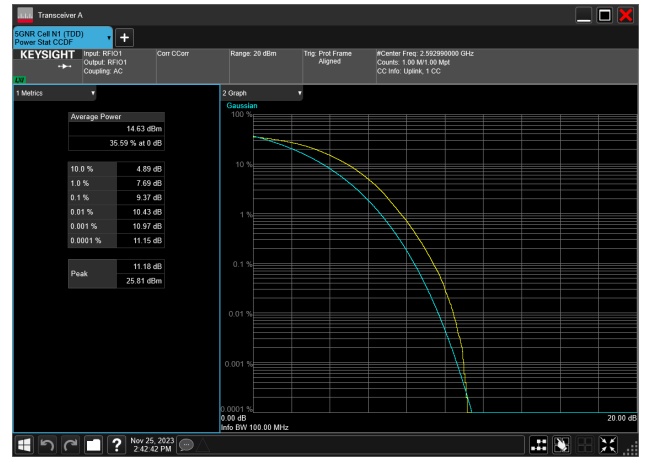 Transceiver A
5GNR Cell N1 (TDD)
Power Stat CCDF
KEYSIGHT
Input: RFIO1
Output: RFIO1
Coupling: AC
Corr CCorr
Range: 20 dBm
Trig: Prot Frame
Aligned
#Center Freq: 2.592990000 GHz
Counts: 1.00 M/1.00 Mpt
CC Info: Uplink, 1 CC
LXI
1 Metrics
Average Power
14.63 dBm
35.59 % at 0 dB
10.0 % 4.89 dB
1.0 % 7.69 dB
0.1 % 9.37 dB
0.01 % 10.43 dB
0.001 % 10.97 dB
0.0001 % 11.15 dB
Peak
11.18 dB
25.81 dBm
2 Graph
Gaussian
100 %
10 %
1 %
0.1 %
0.01 %
0.001 %
0.0001 %
0.00 dB
20.00 dB
Info BW 100.00 MHz
?
Nov 25, 2023
2:42:42 PM